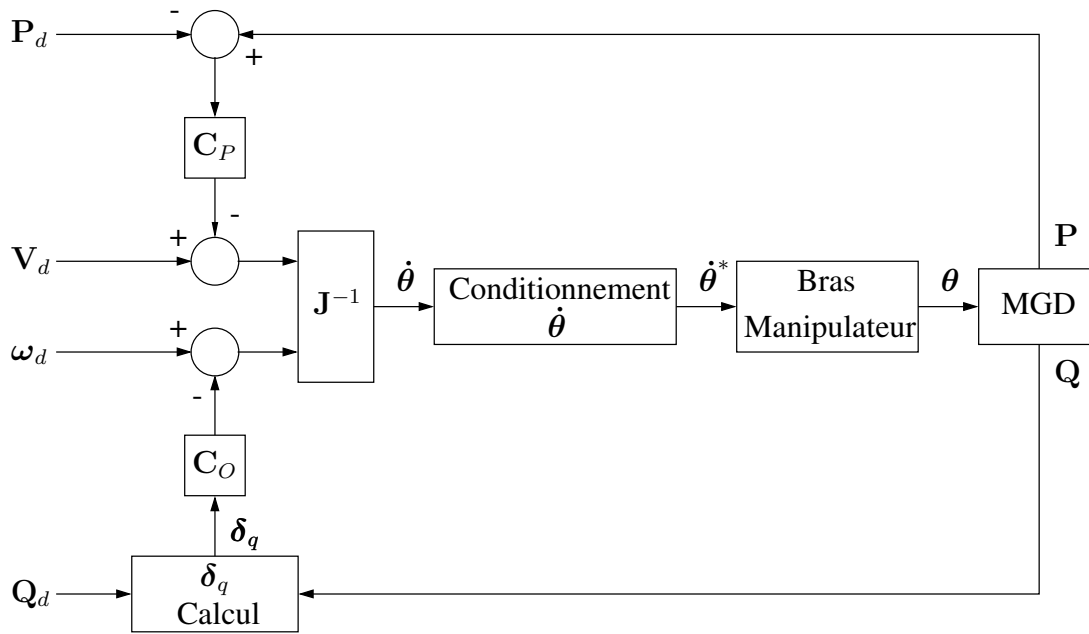 -
P_d
+
C_P
-
P
+
V_d
J⁻¹
θ̇
Conditionnement
θ̇
θ̇*
Bras
Manipulateur
θ
MGD
+
ω_d
Q
-
C_O
δ_q
Q_d
δ_q
Calcul